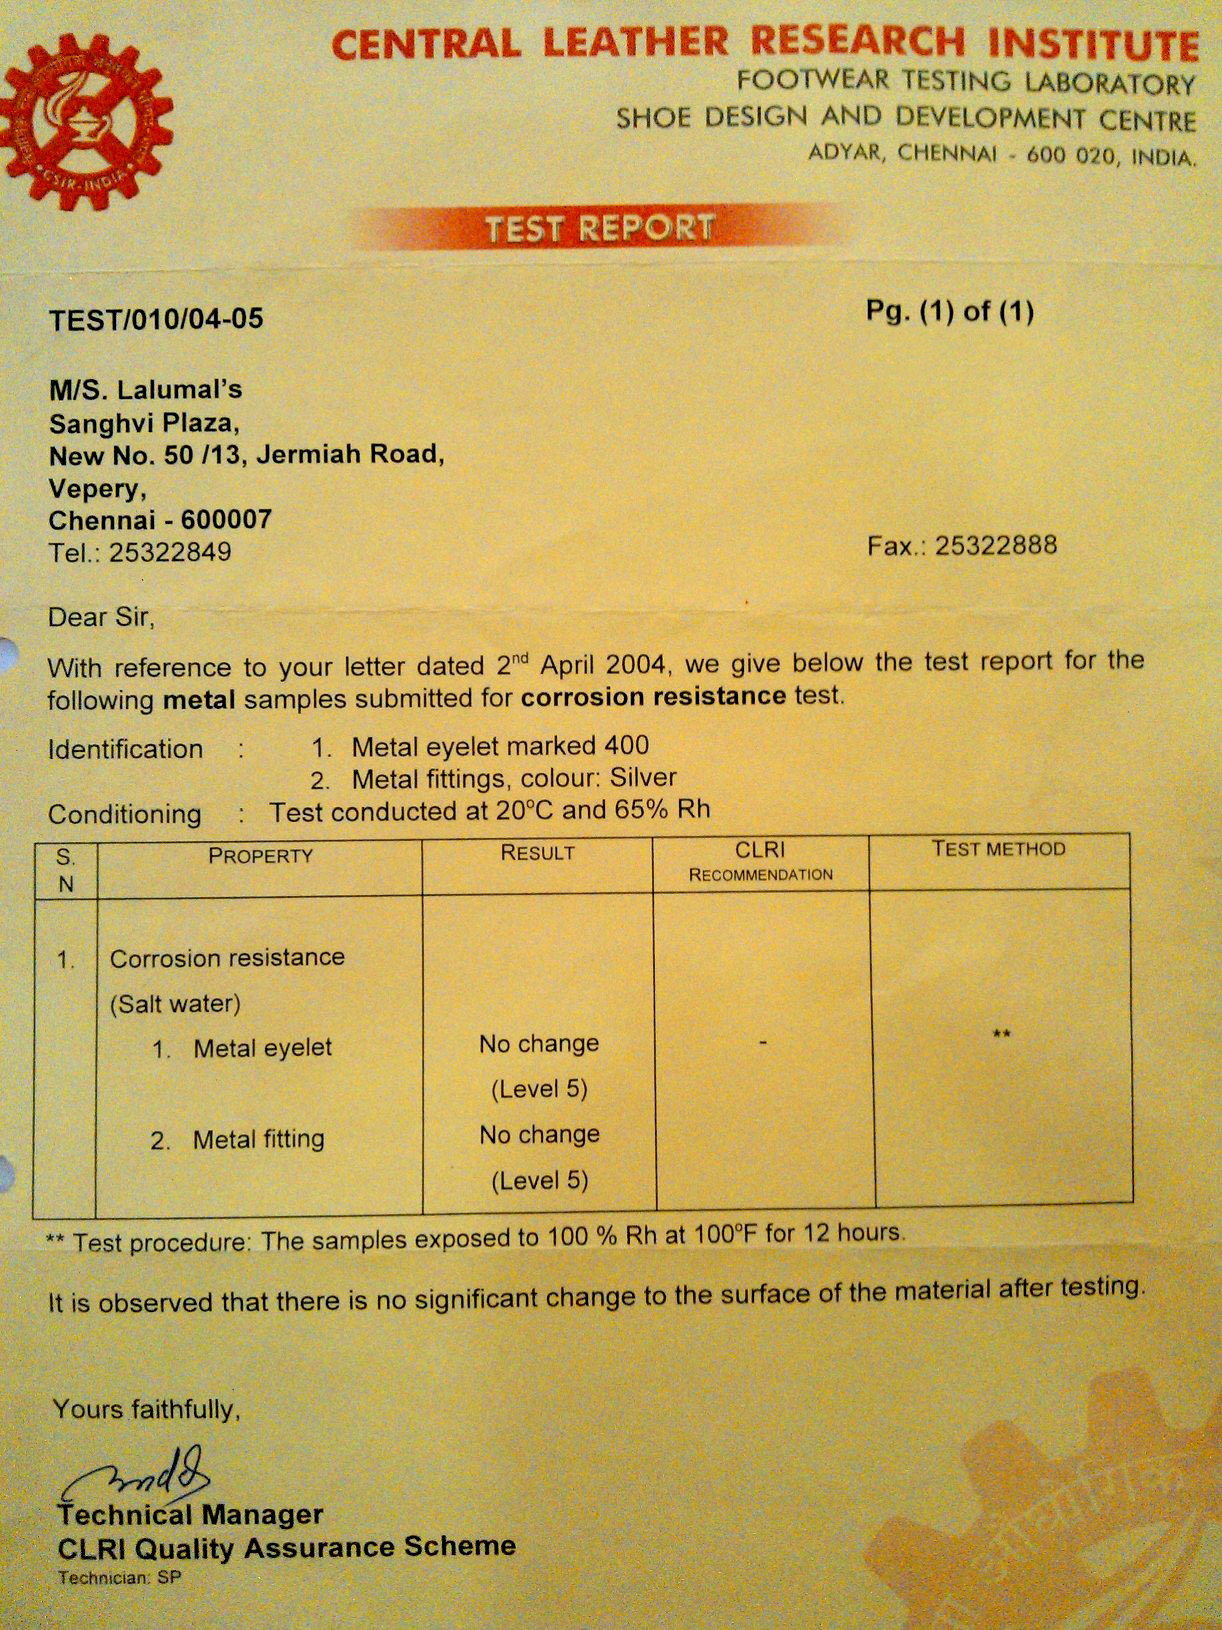 CENTRAL LEATHER RESEARCH INSTITUTE
FOOTWEAR TESTING LABORATORY
SHOE DESIGN AND DEVELOPMENT CENTRE
ADYAR, CHENNAI - 600 020, INDIA.
CSIR-INDIA
TEST REPORT
TEST/010/04-05 Pg. (1) of (1)
M/S. Lalumal's
Sanghvi Plaza,
New No. 50 /13, Jermiah Road,
Vepery,
Chennai - 600007
Tel.: 25322849 Fax.: 25322888
Dear Sir,
With reference to your letter dated 2nd April 2004, we give below the test report for the
following metal samples submitted for corrosion resistance test.
Identification : 1. Metal eyelet marked 400
2. Metal fittings, colour: Silver
Conditioning : Test conducted at 20ºC and 65% Rh
S. N PROPERTY RESULT CLRI RECOMMENDATION TEST METHOD
1. Corrosion resistance
(Salt water)
1. Metal eyelet No change - **
(Level 5)
2. Metal fitting No change
(Level 5)
** Test procedure: The samples exposed to 100 % Rh at 100ºF for 12 hours.
It is observed that there is no significant change to the surface of the material after testing.
Yours faithfully,
Technical Manager
CLRI Quality Assurance Scheme
Technician: SP